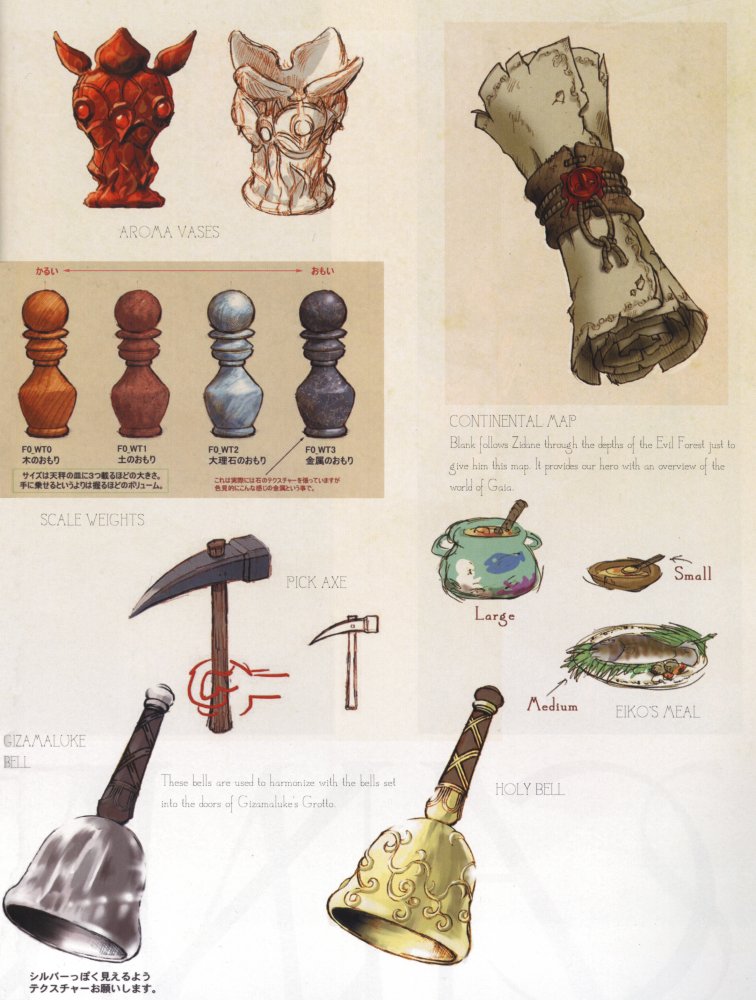 AROMA VASES
かるい
おもい
F0_WT0
木のおもり
F0_WT1
土のおもり
F0_WT2
大理石のおもり
F0_WT3
金属のおもり
サイズは天秤の皿に3つ載るほどの大きさ。
手に乗せるというよりは握るほどのボリューム。
これは実際には石のテクスチャーを張っていますが
色見的にこんな感じの金属という事で。
SCALE WEIGHTS
CONTINENTAL MAP
Blank follows Zidane through the depths of the Evil Forest just to
give him this map. It provides our hero with an overview of the
world of Gaia.
PICK AXE
Large
Small
Medium
EIKO'S MEAL
GIZAMALUKE
BELL
These bells are used to harmonize with the bells set
into the doors of Gizamaluke's Grotto.
HOLY BELL
シルバーっぽく見えるよう
テクスチャーお願いします。